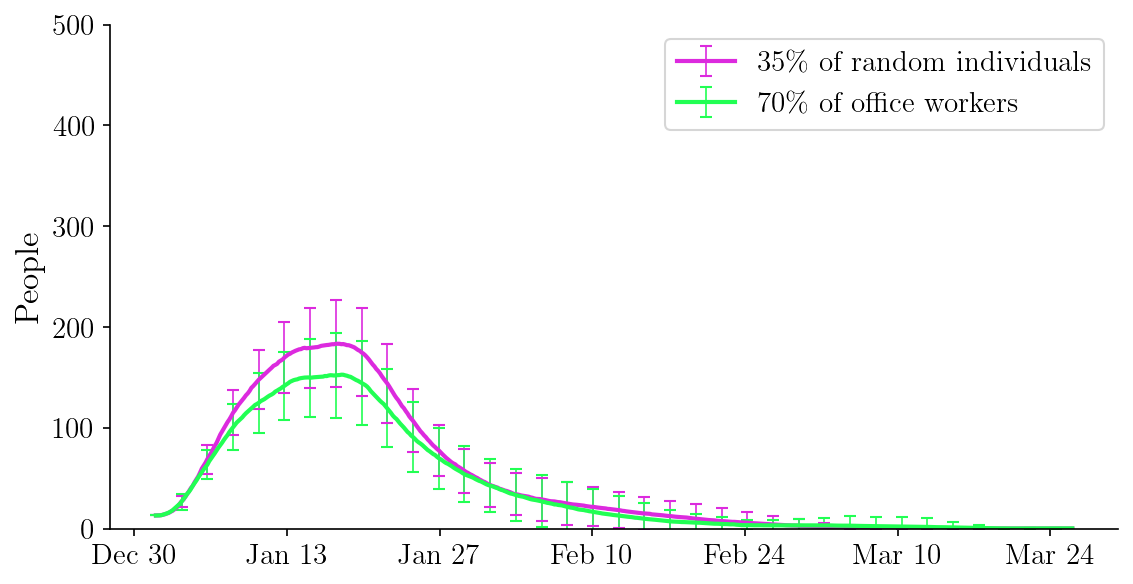 500
400
300
200
100
0
People
35% of random individuals
70% of office workers
Dec 30 Jan 13 Jan 27 Feb 10 Feb 24 Mar 10 Mar 24